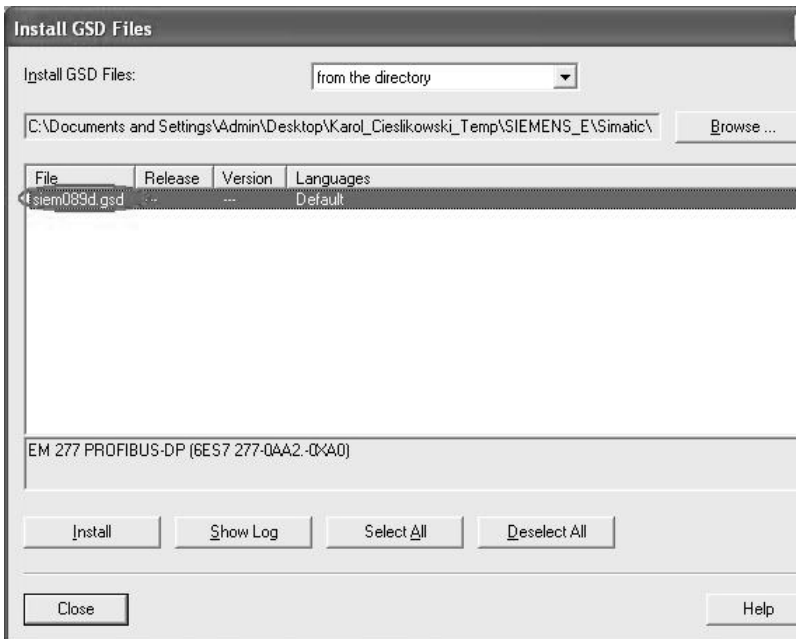 Install GSD Files
Install GSD Files: from the directory
C:\Documents and Settings\Admin\Desktop\Karol_Cieslikowski_Temp\SIEMENS_E\Simatic\ Browse ...
File Release Version Languages
siem089d.gsd --- --- Default
EM 277 PROFIBUS-DP (6ES7 277-0AA2.-0XA0)
Install Show Log Select All Deselect All
Close Help